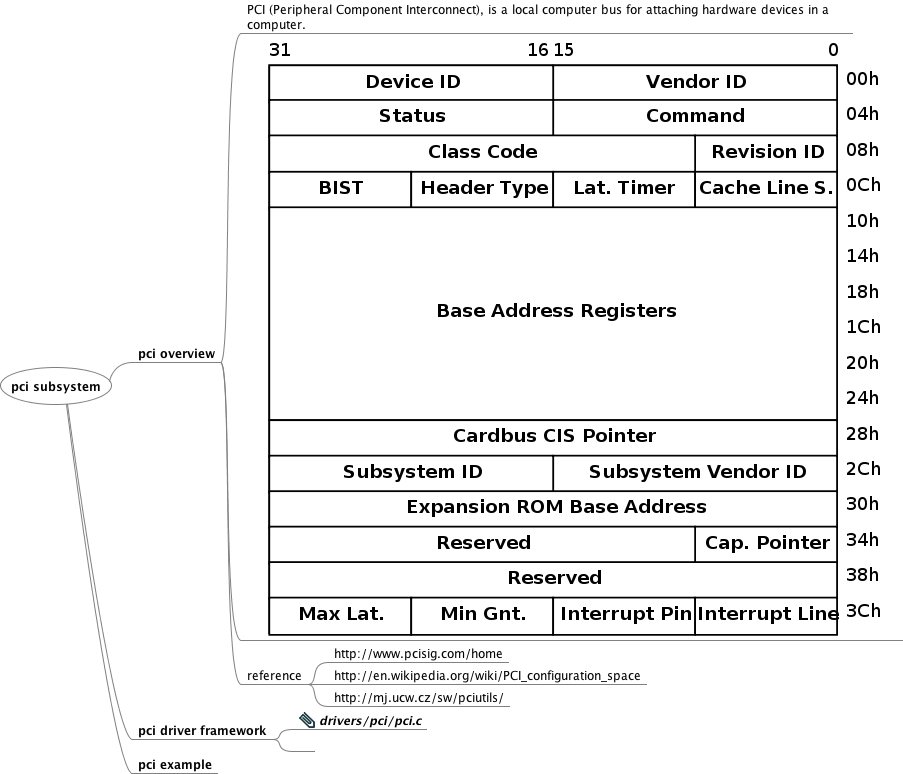 PCI (Peripheral Component Interconnect), is a local computer bus for attaching hardware devices in a
computer.
31 16 15 0
Device ID Vendor ID 00h
Status Command 04h
Class Code Revision ID 08h
BIST Header Type Lat. Timer Cache Line S. 0Ch
10h
14h
18h
Base Address Registers
1Ch
20h
24h
Cardbus CIS Pointer 28h
Subsystem ID Subsystem Vendor ID 2Ch
Expansion ROM Base Address 30h
Reserved Cap. Pointer 34h
Reserved 38h
Max Lat. Min Gnt. Interrupt Pin Interrupt Line 3Ch
pci overview
pci subsystem
reference
http://www.pcisig.com/home
http://en.wikipedia.org/wiki/PCI_configuration_space
http://mj.ucw.cz/sw/pciutils/
pci driver framework
drivers/pci/pci.c
pci example